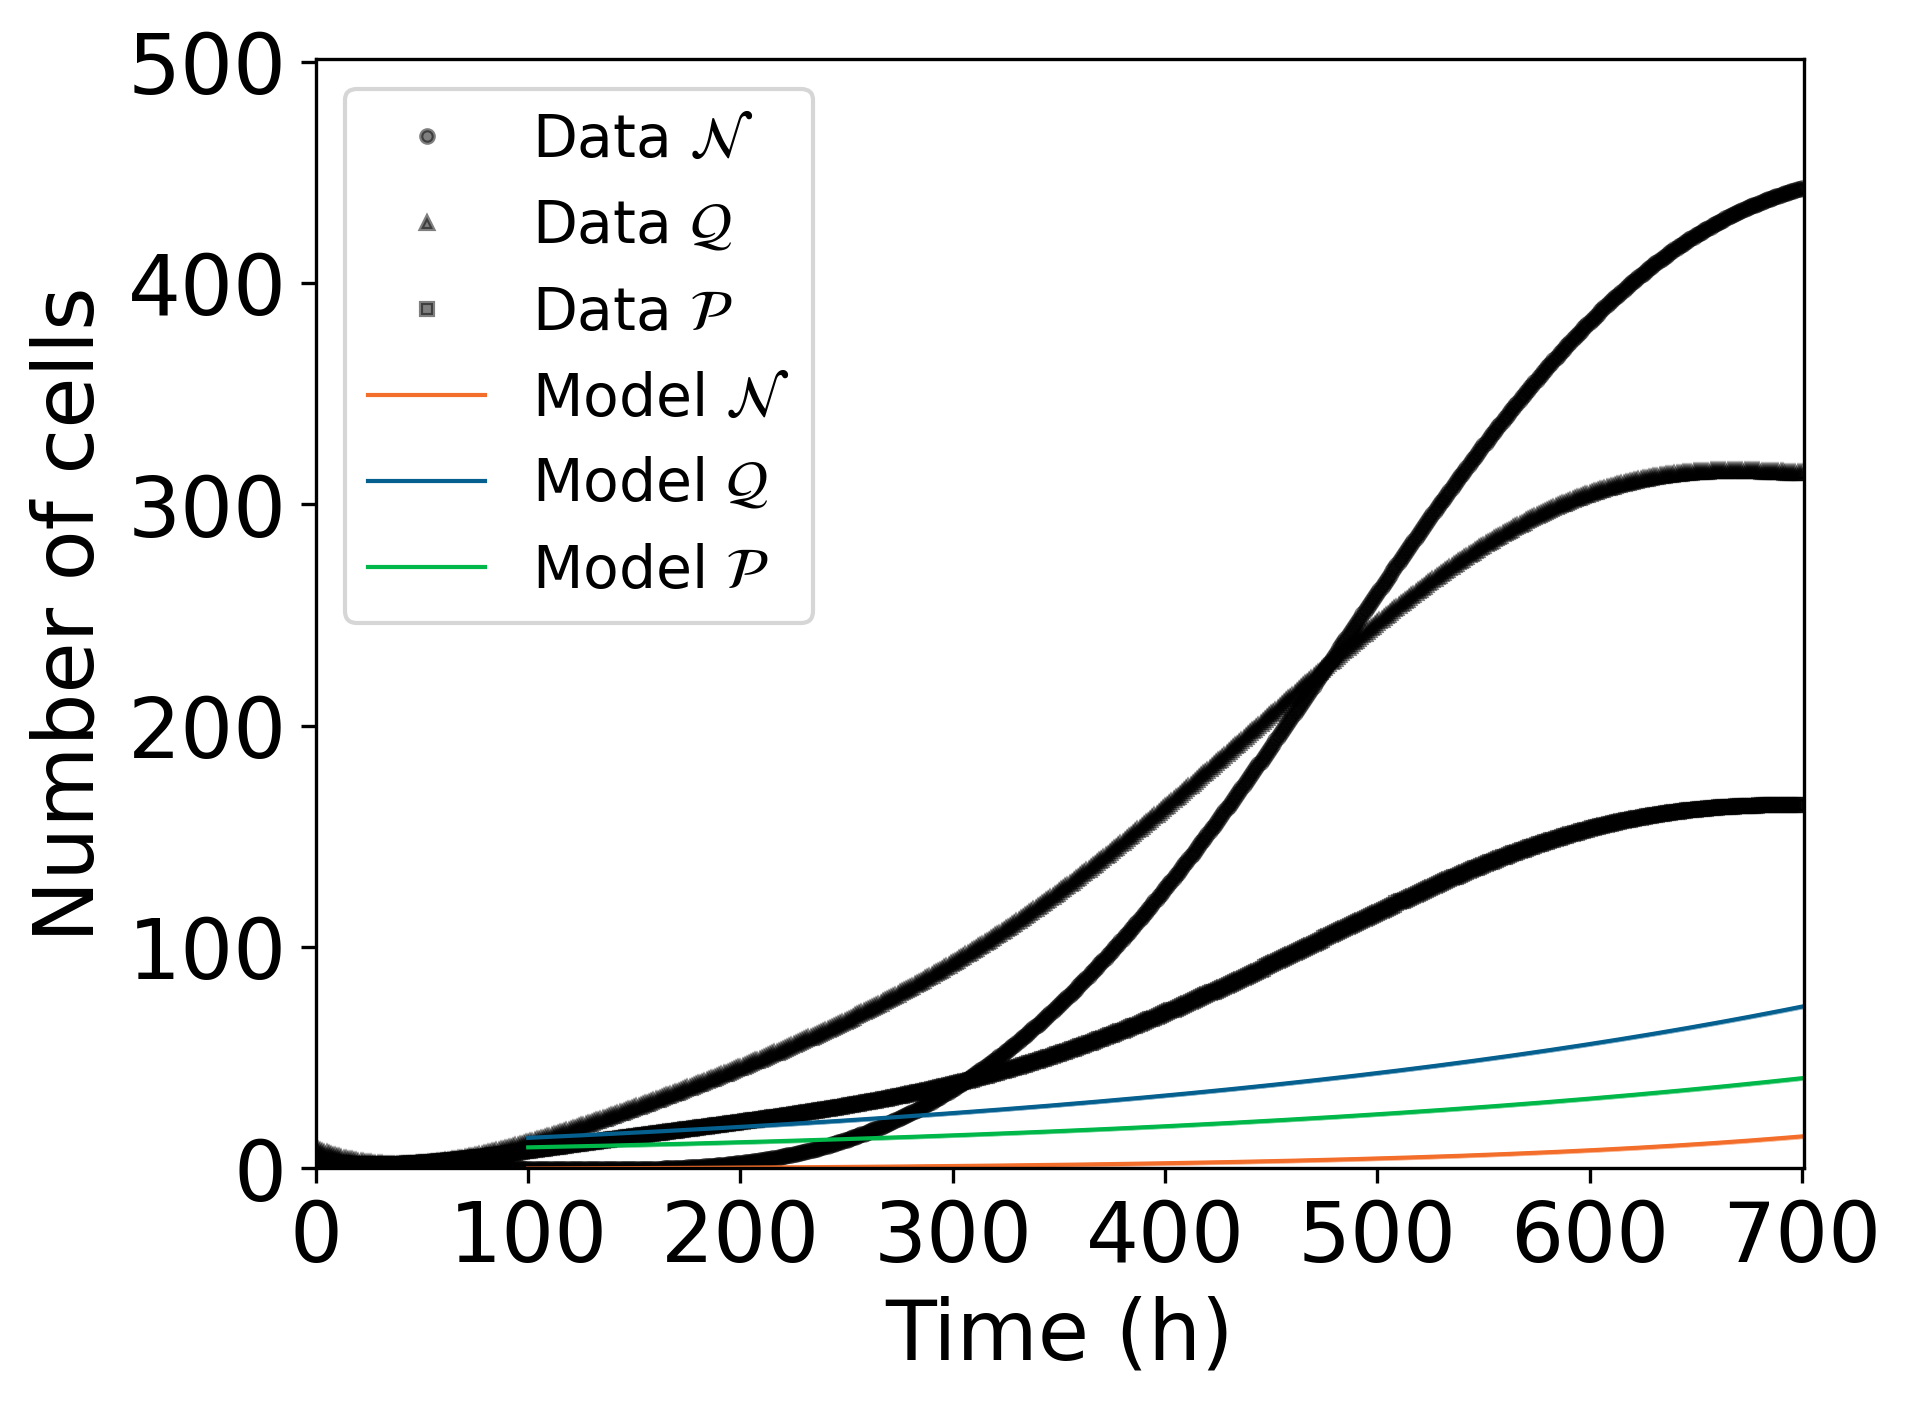 Number of cells
500
400
300
200
100
0
Data 𝒩
Data 𝒬
Data 𝒫
Model 𝒩
Model 𝒬
Model 𝒫
0 100 200 300 400 500 600 700
Time (h)